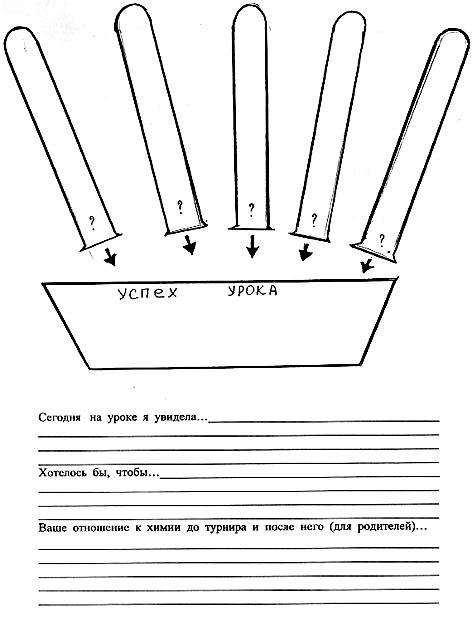 ? ? ? ? ?
УСПЕХ УРОКА
Сегодня на уроке я увидела...
Хотелось бы, чтобы...
Ваше отношение к химии до турнира и после него (для родителей)...